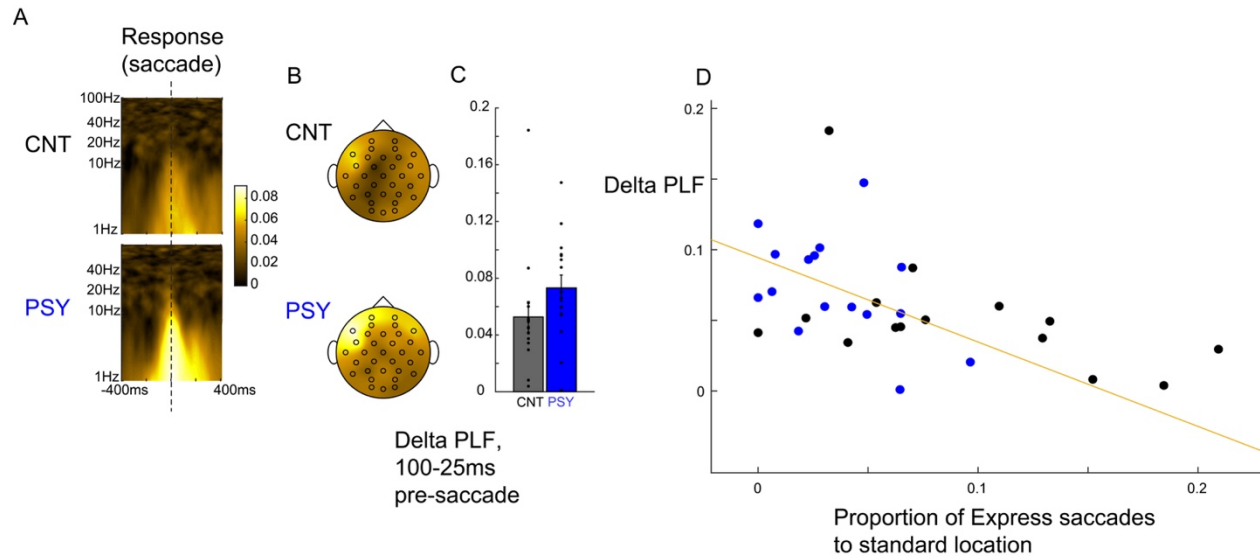 A
Response
(saccade)
100Hz
40Hz
20Hz
10Hz
1Hz
CNT
40Hz
20Hz
10Hz
1Hz
PSY
-400ms
400ms
0.08
0.06
0.04
0.02
0
B
CNT
PSY
C
0.2
0.16
0.12
0.08
0.04
0
CNT
PSY
Delta PLF,
100-25ms
pre-saccade
D
Delta PLF
0.2
0.1
0
0
0.1
0.2
Proportion of Express saccades
to standard location